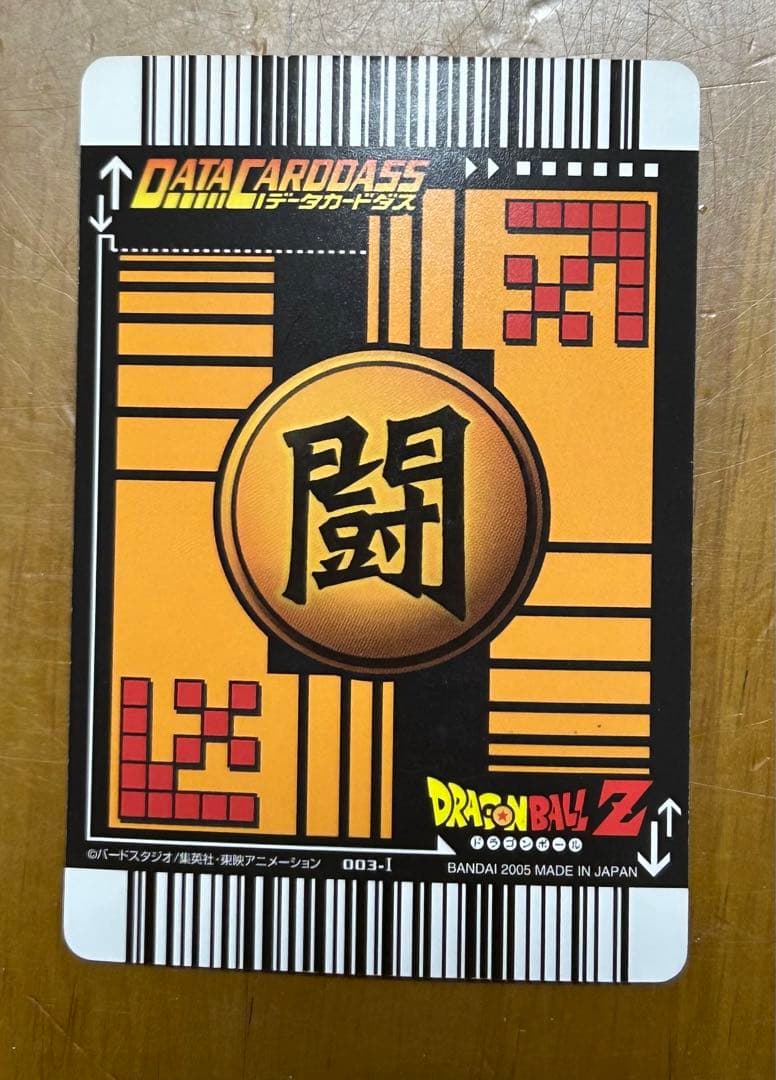 DATA CARDDASS
データカードダス
闘
DRAGON BALL Z
ドラゴンボール
©バードスタジオ/集英社・東映アニメーション 003-I
BANDAI 2005 MADE IN JAPAN